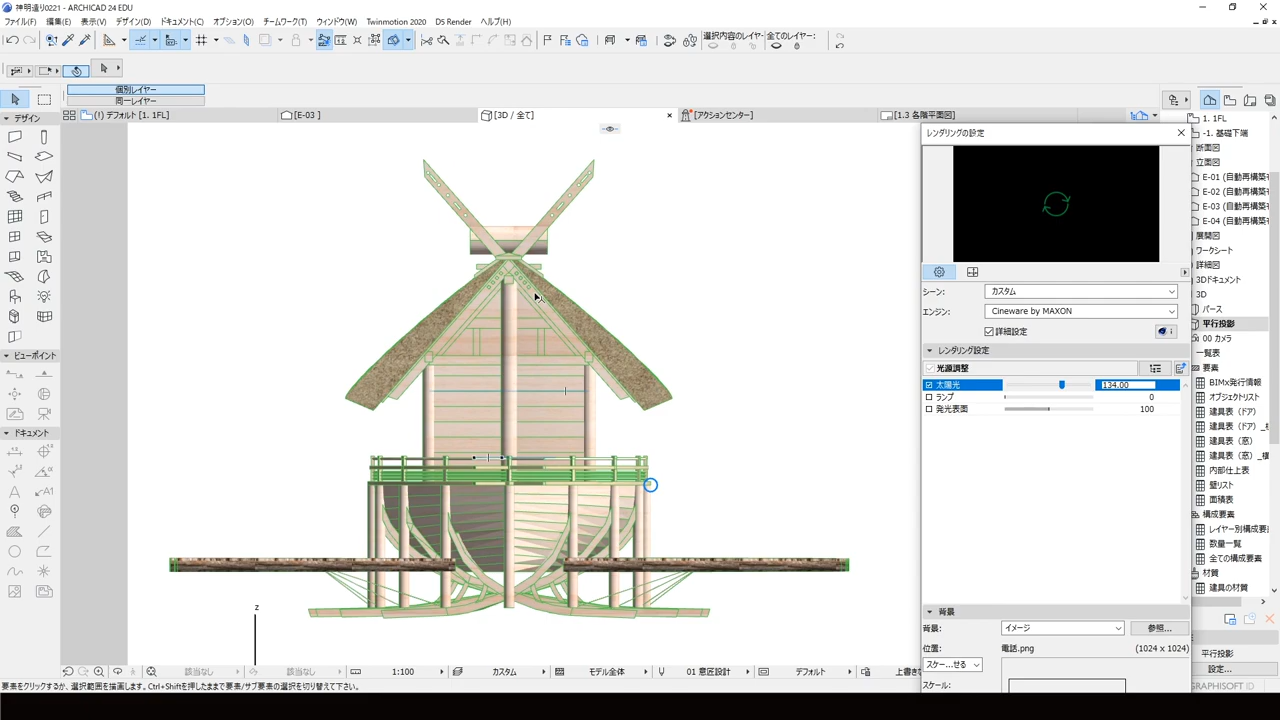 神明造り0221 - ARCHICAD 24 EDU
ファイル(F) 編集(E) 表示(V) デザイン(D) ドキュメント(C) オプション(O) チームワーク(T) ウィンドウ(W) Twinmotion 2020 DS Render ヘルプ(H)
選択内容のレイヤー: 全てのレイヤー:
個別レイヤー
同一レイヤー
(!) デフォルト [1. 1FL]
[E-03 ]
[3D / 全て]
[アクションセンター]
[1.3 各階平面図]
デザイン
ビューポイント
ドキュメント
z
レンダリングの設定
シーン: カスタム
エンジン: Cineware by MAXON
詳細設定
レンダリング設定
光源調整
太陽光 134.00
ランプ 0
発光表面 100
背景
背景: イメージ 参照...
位置: 電話.png (1024 x 1024)
スケー...せる
スケール:
1. 1FL
-1. 基礎下端
断面図
立面図
E-01 (自動再構築
E-02 (自動再構築
E-03 (自動再構築
E-04 (自動再構築
展開図
ワークシート
詳細図
3Dドキュメント
3D
パース
平行投影
00 カメラ
一覧表
要素
BIMx発行情報
オブジェクトリスト
建具表 (ドア)
建具表 (ドア) _
建具表 (窓)
建具表 (窓) _
内部仕上表
壁リスト
面積表
構成要素
レイヤー別構成要
数量一覧
全ての構成要素
材質
建具の材質
平行投影
設定...
GRAPHISOFT ID
該当なし 該当なし 1:100 カスタム モデル全体 01 意匠設計 デフォルト 上書き
要素をクリックするか、選択範囲を描画します。Ctrl+Shiftを押したままで要素/サブ要素の選択を切り替えて下さい。